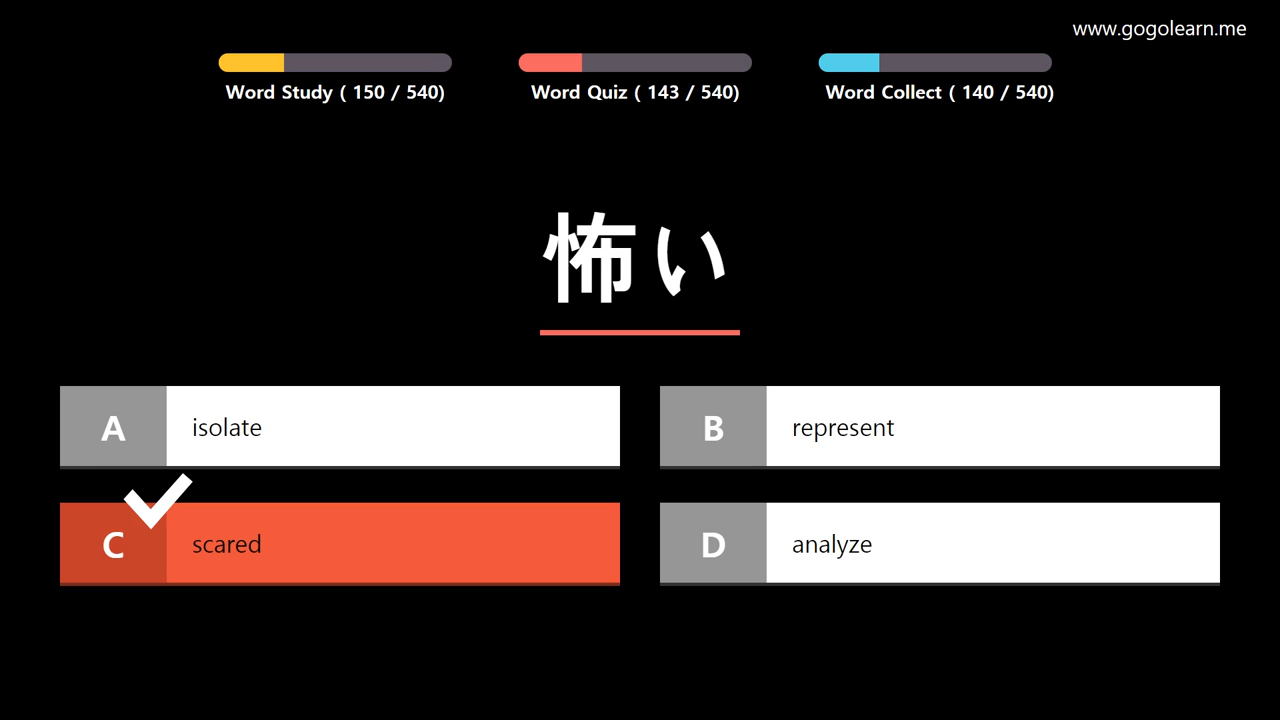 www.gogolearn.me
Word Study ( 150 / 540)
Word Quiz ( 143 / 540)
Word Collect ( 140 / 540)
怖い
A isolate
B represent
C scared
D analyze